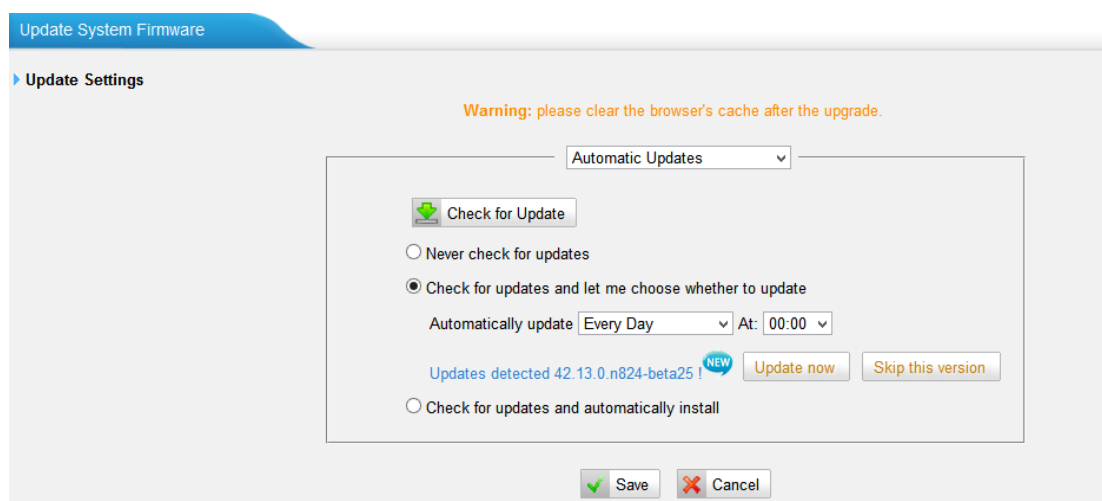 Update System Firmware
Update Settings
Warning: please clear the browser's cache after the upgrade.
Automatic Updates
Check for Update
Never check for updates
Check for updates and let me choose whether to update
Automatically update Every Day At: 00:00
Updates detected 42.13.0.n824-beta25 ! NEW Update now Skip this version
Check for updates and automatically install
Save Cancel